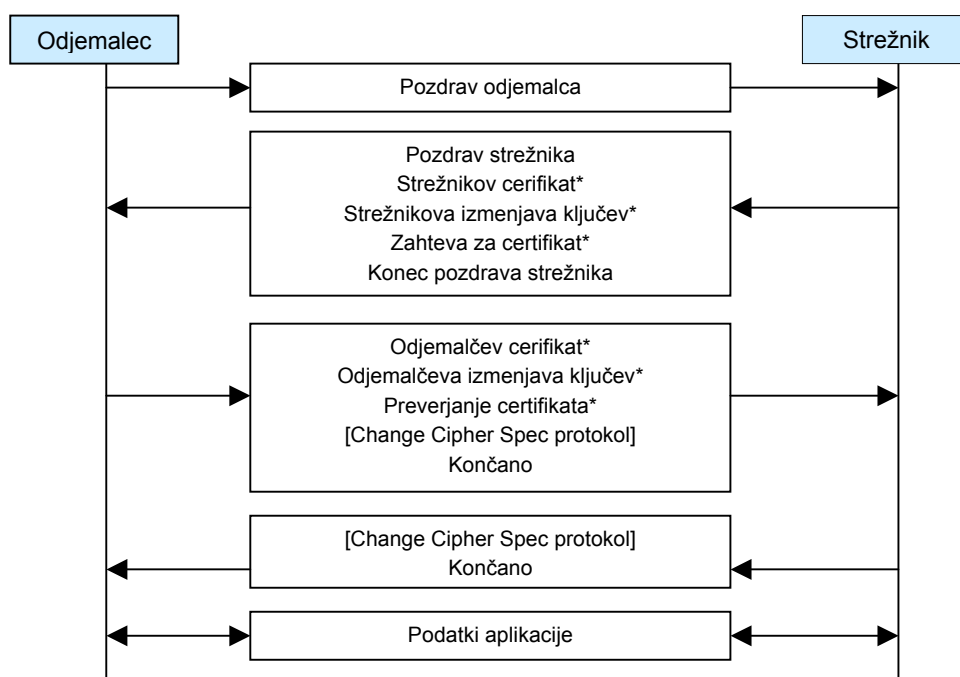 Odjemalec
Strežnik
Pozdrav odjemalca
Pozdrav strežnika
Strežnikov cerifikat*
Strežnikova izmenjava ključev*
Zahteva za certifikat*
Konec pozdrava strežnika
Odjemalčev cerifikat*
Odjemalčeva izmenjava ključev*
Preverjanje certifikata*
[Change Cipher Spec protokol]
Končano
[Change Cipher Spec protokol]
Končano
Podatki aplikacije